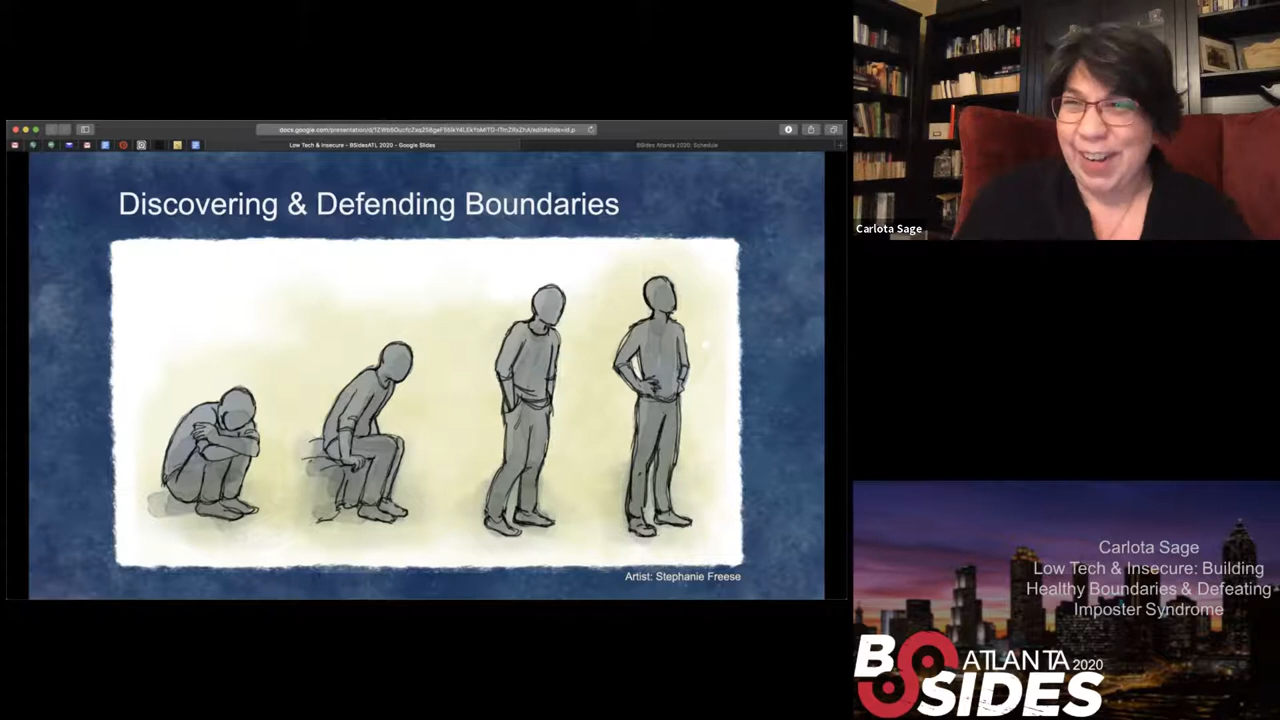 Low Tech & Insecure - BSidesATL 2020 - Google Slides
BSides Atlanta 2020: Schedule
Discovering & Defending Boundaries
Artist: Stephanie Freese
Carlota Sage
Carlota Sage
Low Tech & Insecure: Building
Healthy Boundaries & Defeating
Imposter Syndrome
BSIDES
ATLANTA 2020